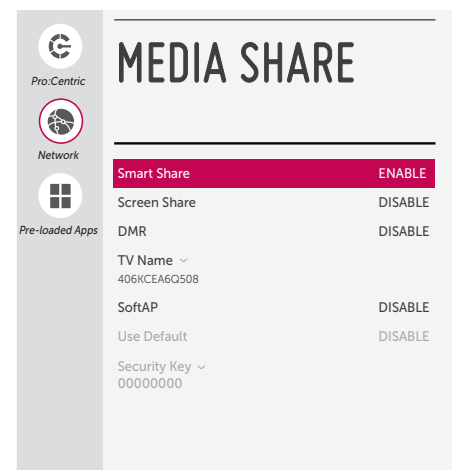 Pro:Centric
Network
Pre-loaded Apps
MEDIA SHARE
Smart Share ENABLE
Screen Share DISABLE
DMR DISABLE
TV Name
406KCEA6Q508
SoftAP DISABLE
Use Default DISABLE
Security Key
00000000